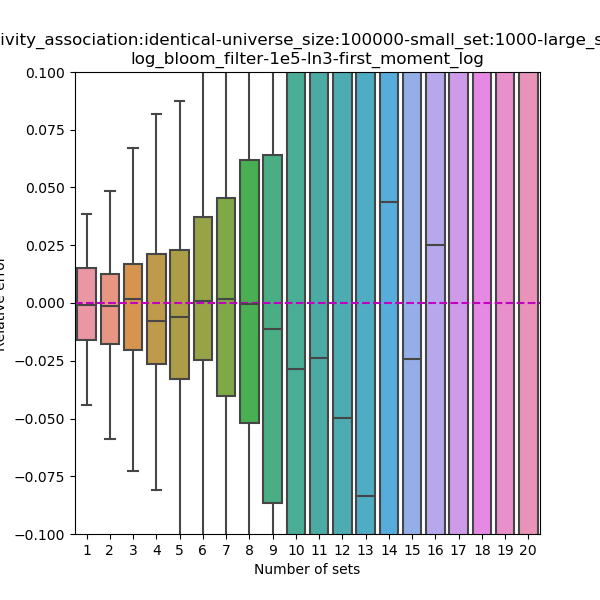 ivity_association:identical-universe_size:100000-small_set:1000-large_s
log_bloom_filter-1e5-ln3-first_moment_log
0.100
0.075
0.050
0.025
0.000
−0.025
−0.050
−0.075
−0.100
Relative error
1 2 3 4 5 6 7 8 9 10 11 12 13 14 15 16 17 18 19 20
Number of sets